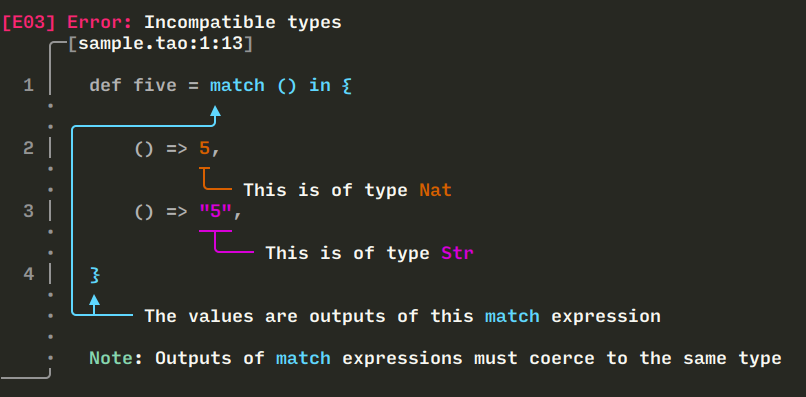 [E03] Error: Incompatible types
[sample.tao:1:13]
1 def five = match () in {
2 () => 5,
This is of type Nat
3 () => "5",
This is of type Str
4 }
The values are outputs of this match expression
Note: Outputs of match expressions must coerce to the same type